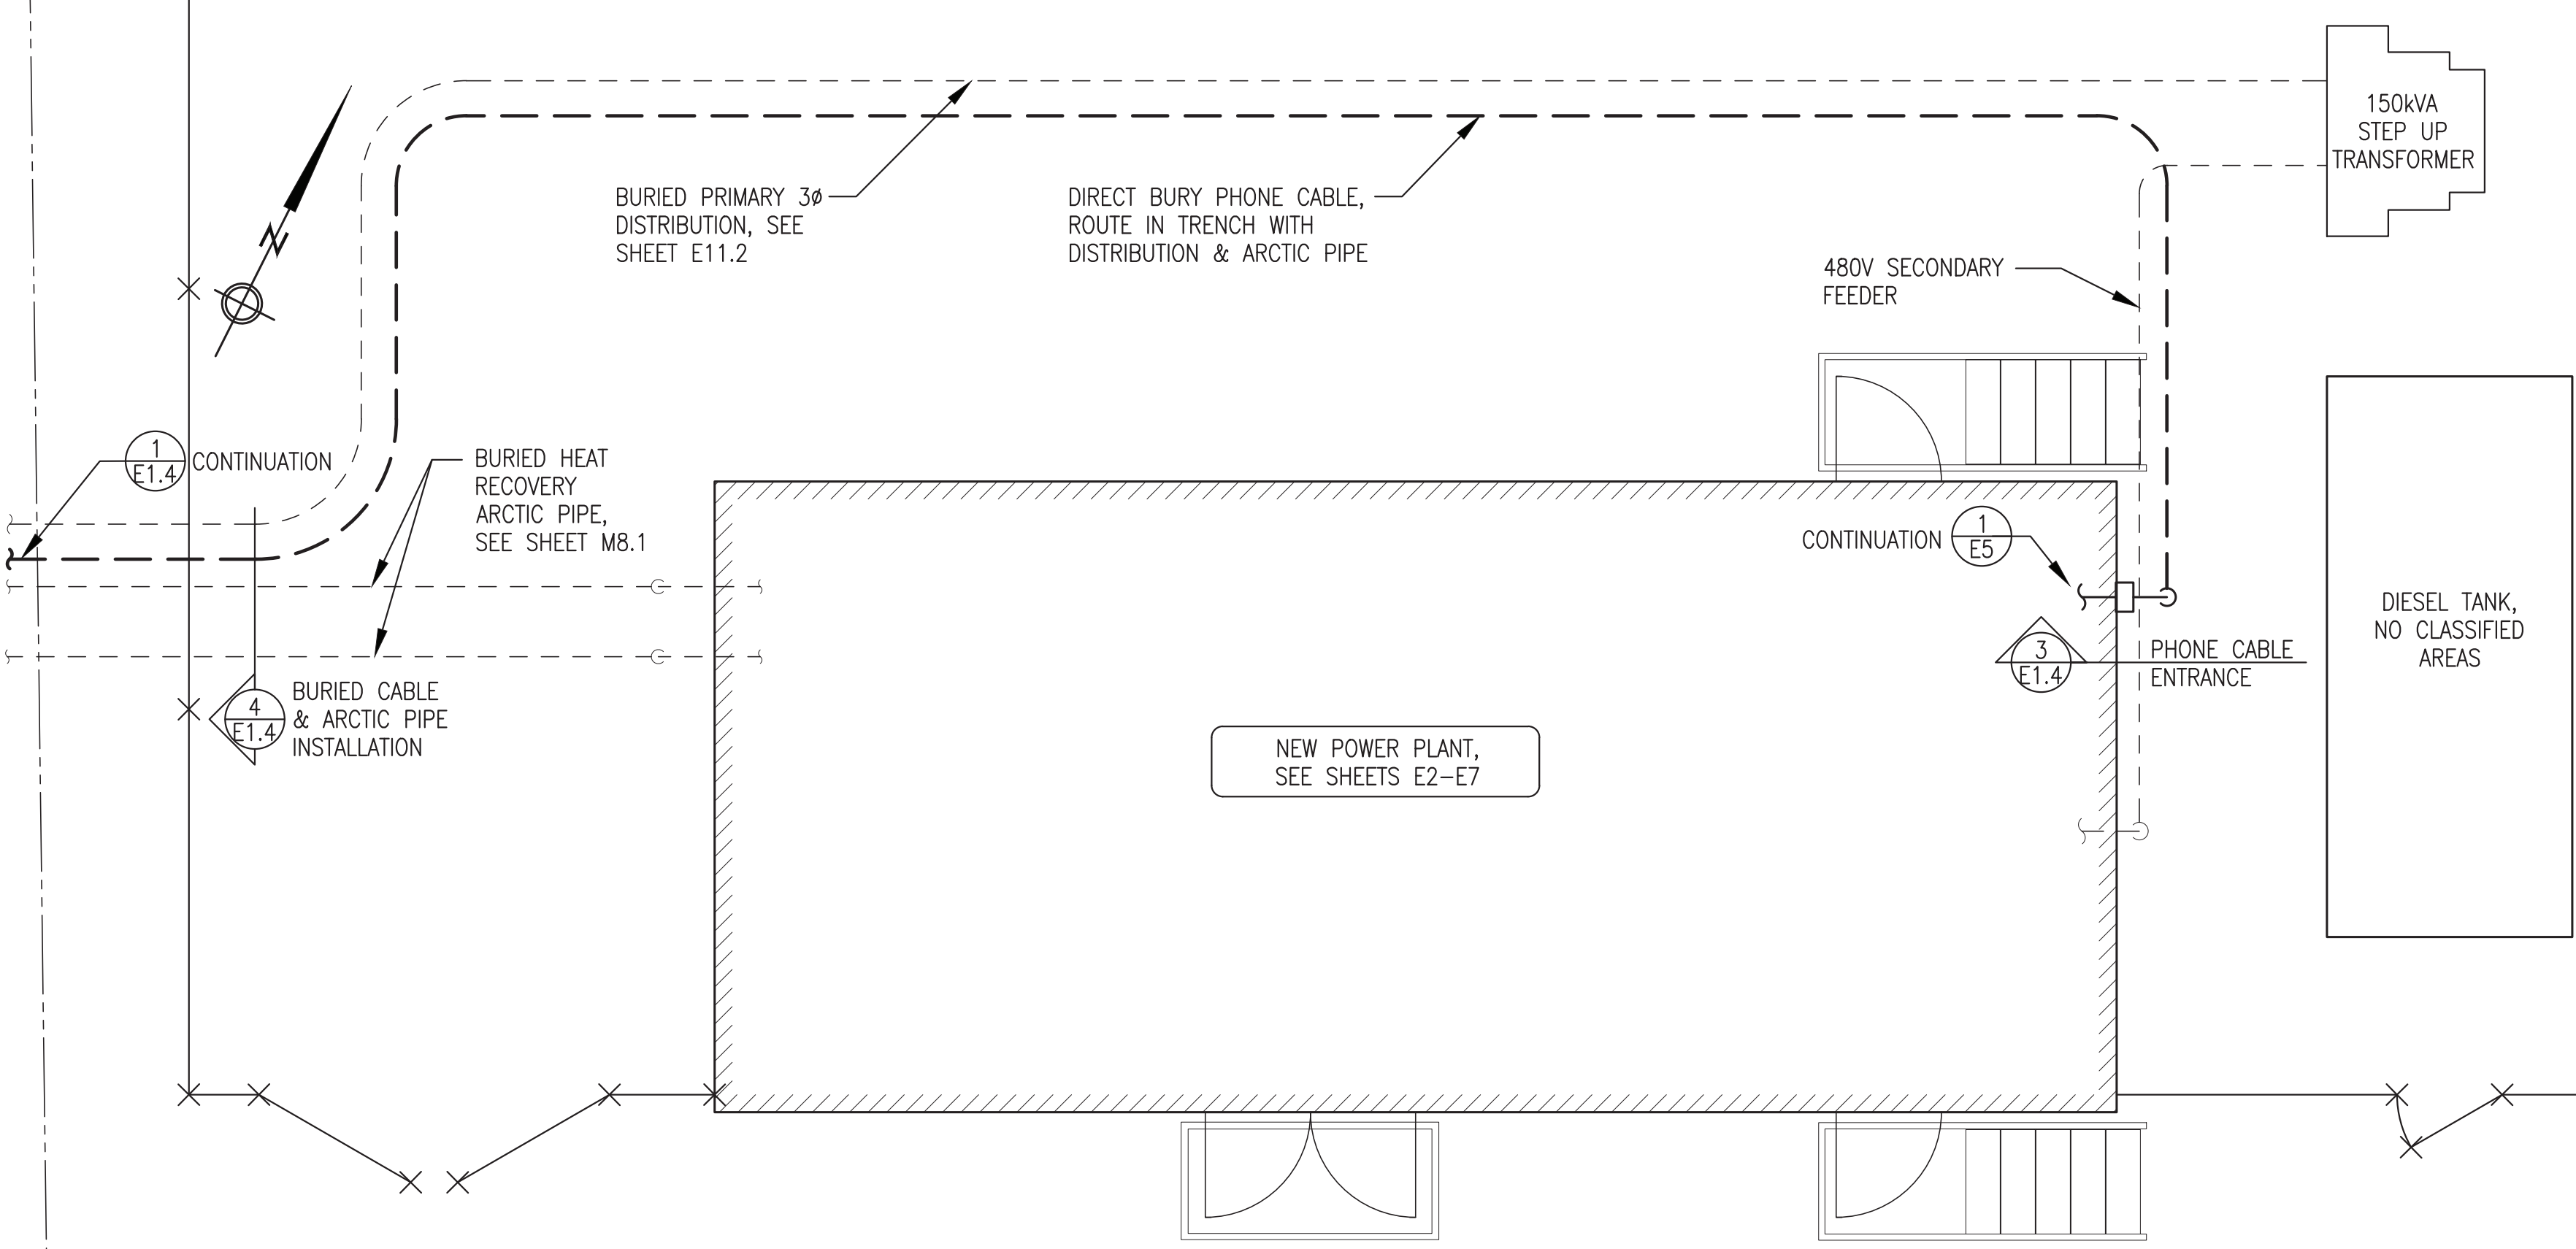 150kVA
STEP UP
TRANSFORMER
BURIED PRIMARY 3ø
DISTRIBUTION, SEE
SHEET E11.2
DIRECT BURY PHONE CABLE,
ROUTE IN TRENCH WITH
DISTRIBUTION & ARCTIC PIPE
N
480V SECONDARY
FEEDER
1
E1.4
CONTINUATION
BURIED HEAT
RECOVERY
ARCTIC PIPE,
SEE SHEET M8.1
CONTINUATION
1
E5
DIESEL TANK,
NO CLASSIFIED
AREAS
3
E1.4
PHONE CABLE
ENTRANCE
4
E1.4
BURIED CABLE
& ARCTIC PIPE
INSTALLATION
NEW POWER PLANT,
SEE SHEETS E2-E7